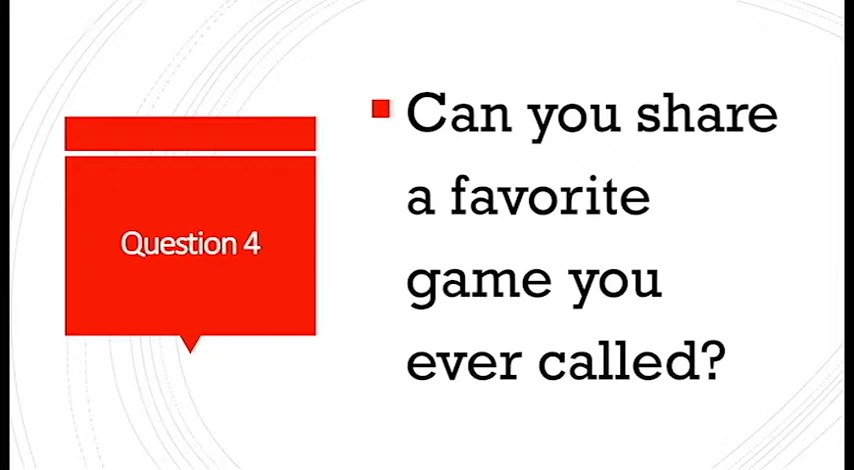 Question 4
Can you share
a favorite
game you
ever called?